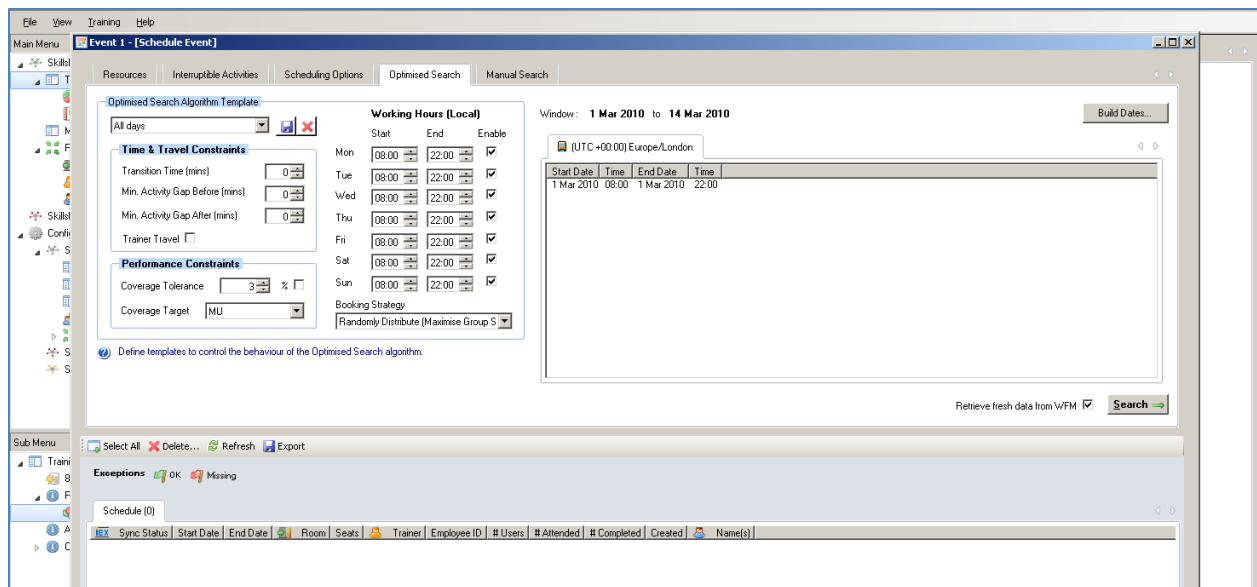 File View Training Help
Main Menu
Event 1 - [Schedule Event]
Resources Interruptible Activities Scheduling Options Optimised Search Manual Search
Optimised Search Algorithm Template
All days
Working Hours (Local)
Start End Enable
Time & Travel Constraints
Transition Time (mins) 0
Min. Activity Gap Before (mins) 0
Min. Activity Gap After (mins) 0
Trainer Travel
Performance Constraints
Coverage Tolerance 3 %
Coverage Target MU
Mon 08:00 22:00
Tue 08:00 22:00
Wed 08:00 22:00
Thu 08:00 22:00
Fri 08:00 22:00
Sat 08:00 22:00
Sun 08:00 22:00
Booking Strategy
Randomly Distribute (Maximise Group S
Define templates to control the behaviour of the Optimised Search algorithm.
Window : 1 Mar 2010 to 14 Mar 2010
Build Dates...
(UTC +00:00) Europe/London
Start Date Time End Date Time
1 Mar 2010 08:00 1 Mar 2010 22:00
Retrieve fresh data from WFM
Search
Sub Menu
Select All Delete... Refresh Export
Exceptions OK Missing
Schedule (0)
IEX Sync Status Start Date End Date Room Seats Trainer Employee ID # Users # Attended # Completed Created Name(s)